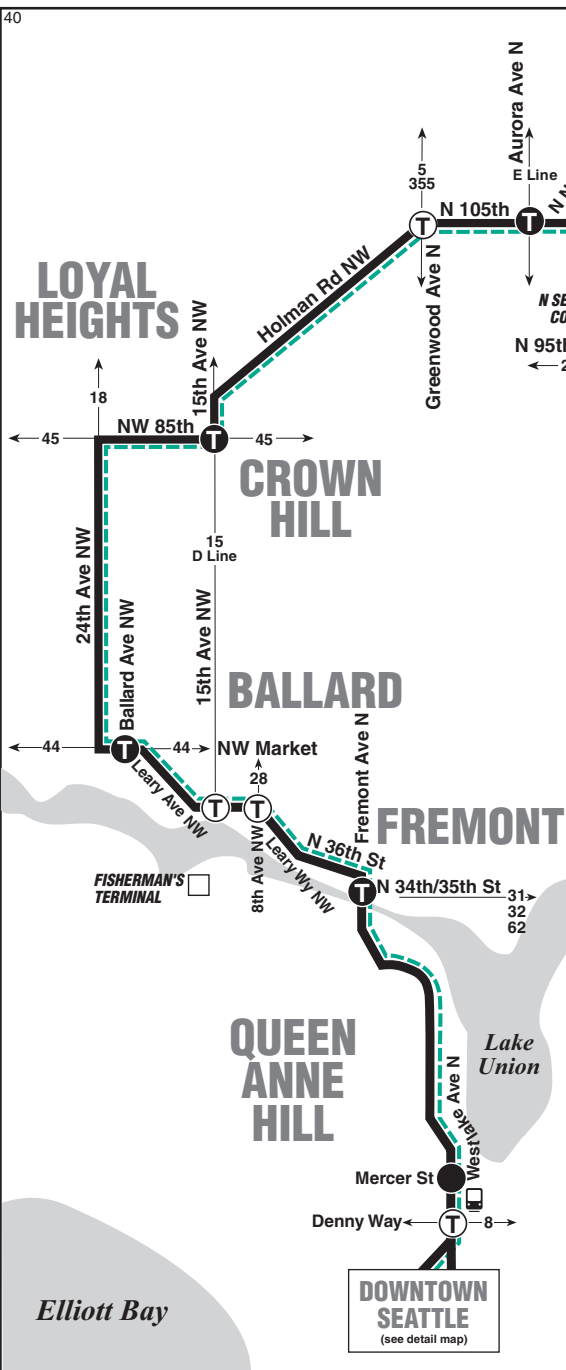 40
Aurora Ave N
5
355
E Line
N 105th
T
T
N N
Holman Rd NW
Greenwood Ave N
LOYAL
HEIGHTS
15th Ave NW
N SE
CO
N 95th
2
18
NW 85th
45
T
45
CROWN
HILL
15
D Line
24th Ave NW
Ballard Ave NW
15th Ave NW
BALLARD
44
T
44
NW Market
28
Fremont Ave N
Leary Ave NW
T
T
FREMONT
N 36th St
8th Ave NW
Leary Wy NW
FISHERMAN'S
TERMINAL
T
N 34th/35th St
31
32
62
QUEEN
ANNE
HILL
Lake
Union
Westlake Ave N
Mercer St
Denny Way
T
8
DOWNTOWN
SEATTLE
(see detail map)
Elliott Bay